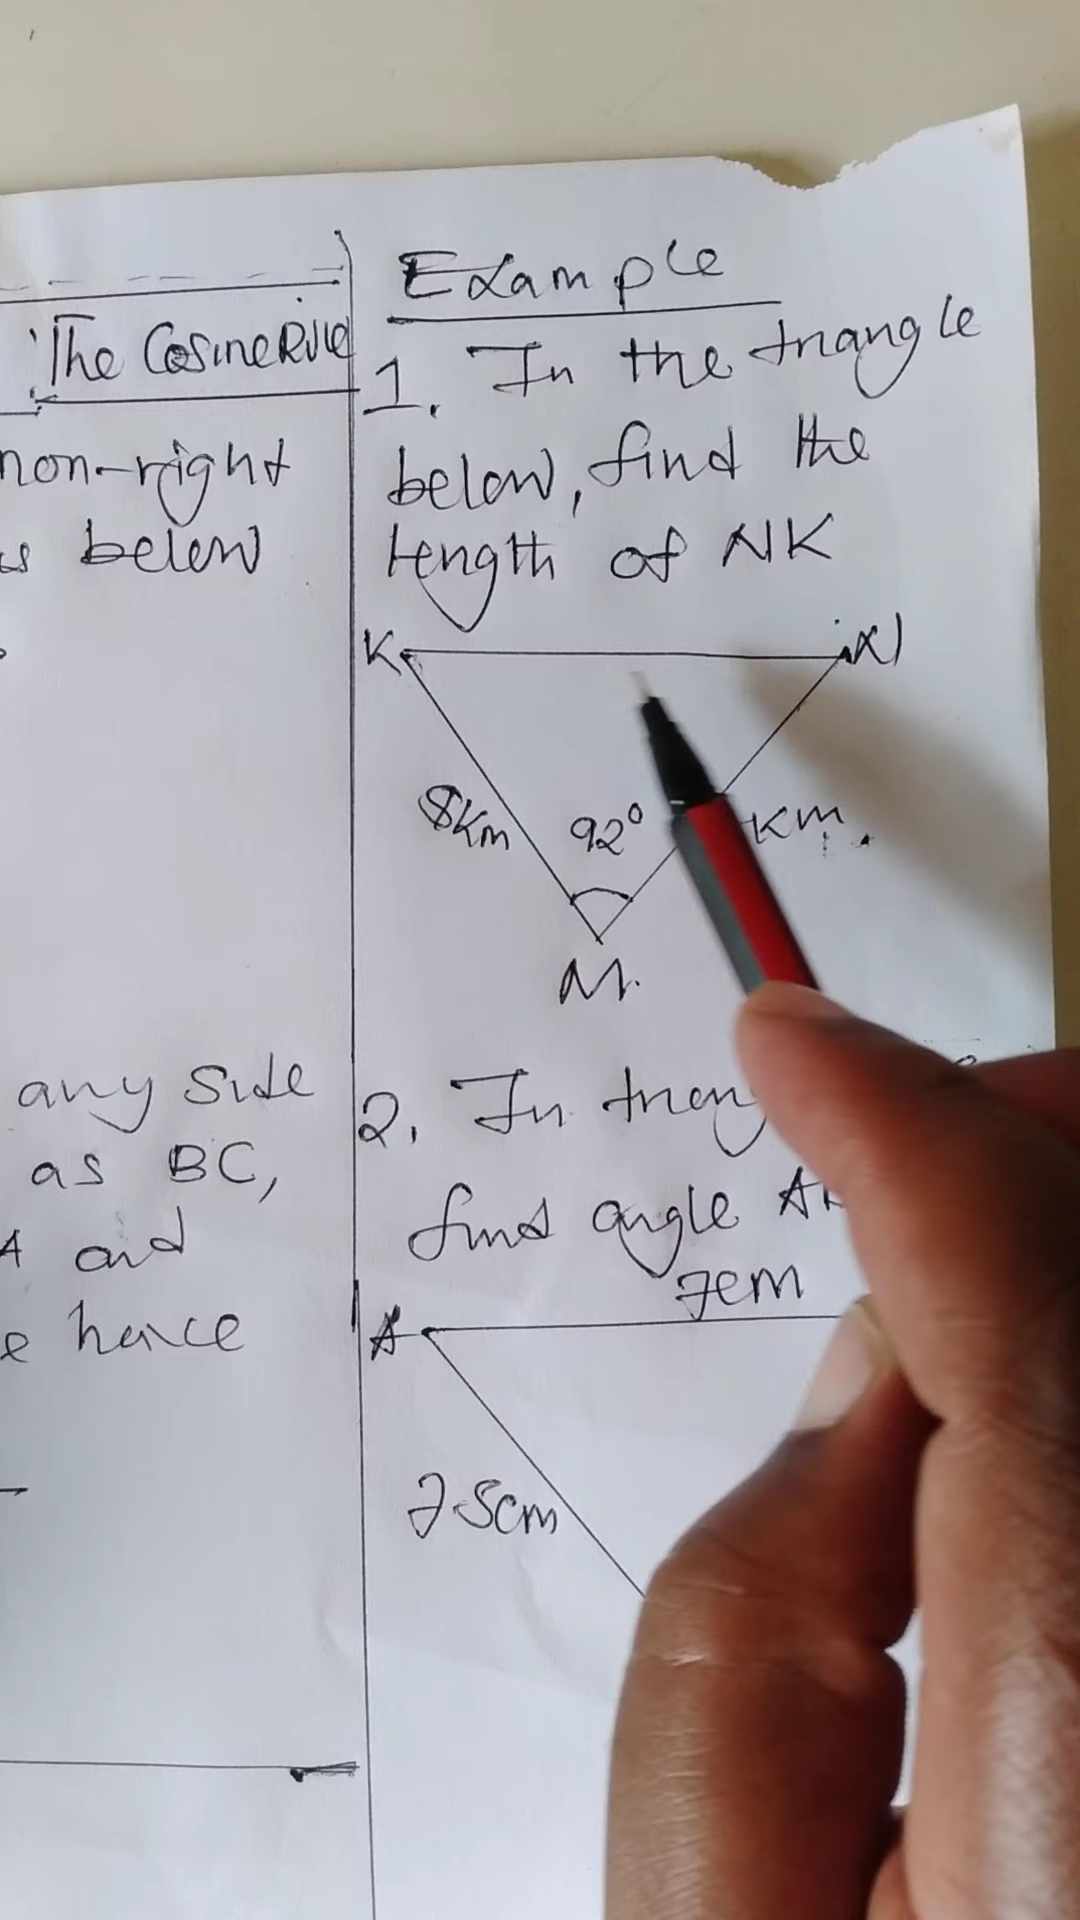 The Cosine Rule
non-right
below
any side
as BC,
and
hence
Example
1. In the triangle
below, find the
length of NK
K N
8km 92° km
M
2. In
find angle
7cm
A
7.5cm